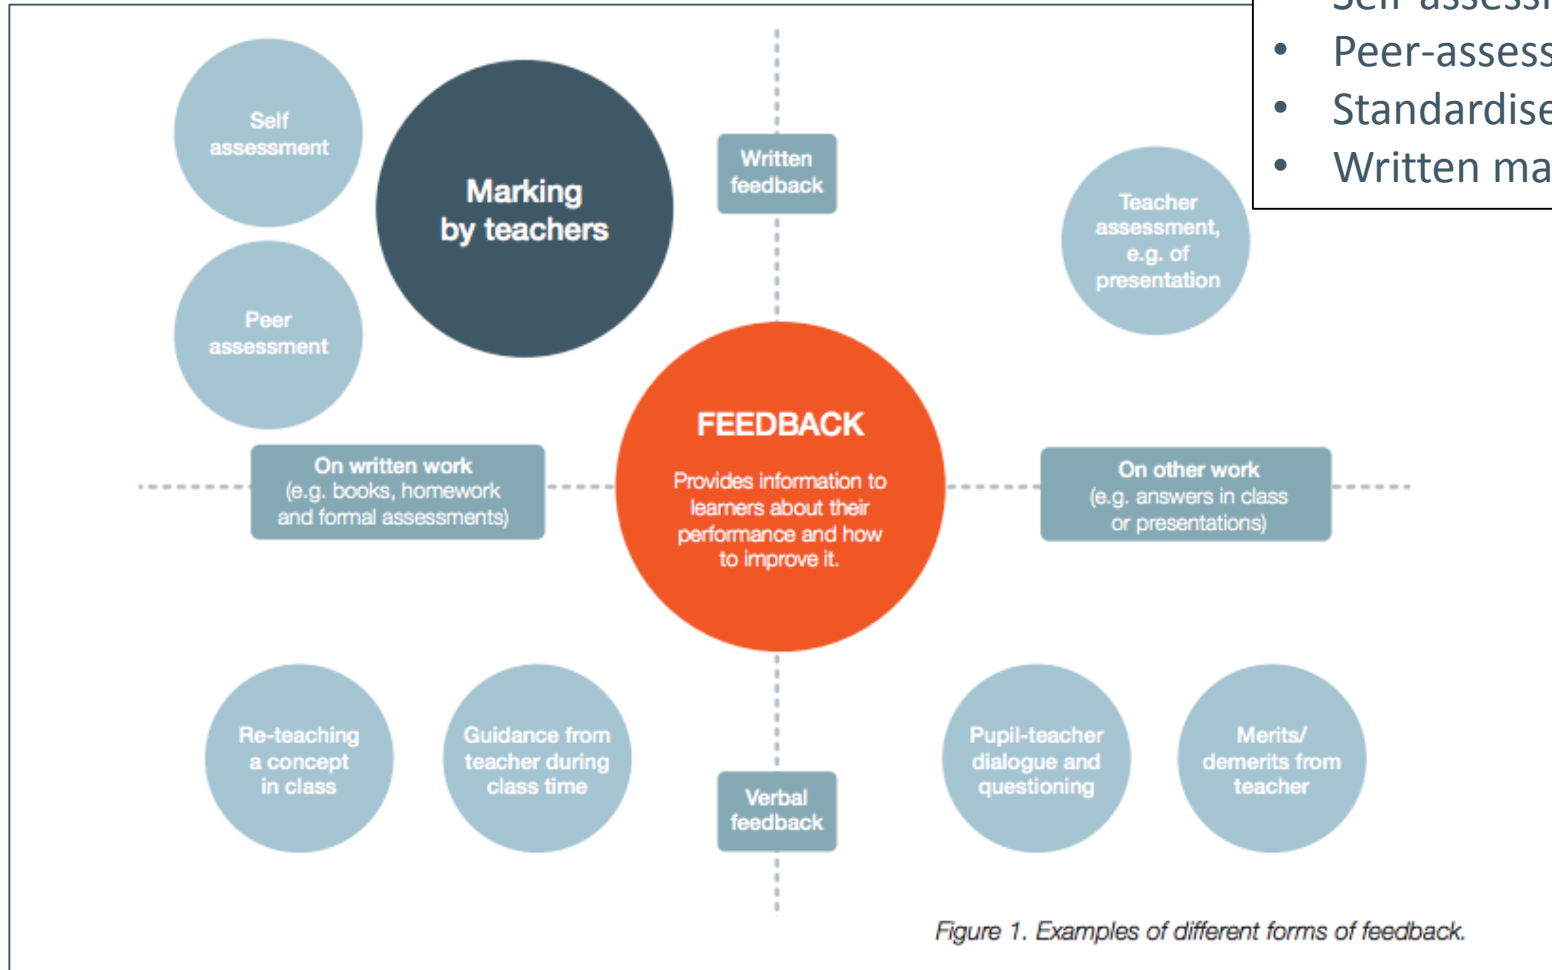 • Peer-assess
• Standardise
• Written ma
Self
assessment
Marking
by teachers
Written
feedback
Teacher
assessment,
e.g. of
presentation
Peer
assessment
FEEDBACK
Provides information to
learners about their
performance and how
to improve it.
On written work
(e.g. books, homework
and formal assessments)
On other work
(e.g. answers in class
or presentations)
Re-teaching
a concept
in class
Guidance from
teacher during
class time
Pupil-teacher
dialogue and
questioning
Merits/
demerits from
teacher
Verbal
feedback
Figure 1. Examples of different forms of feedback.